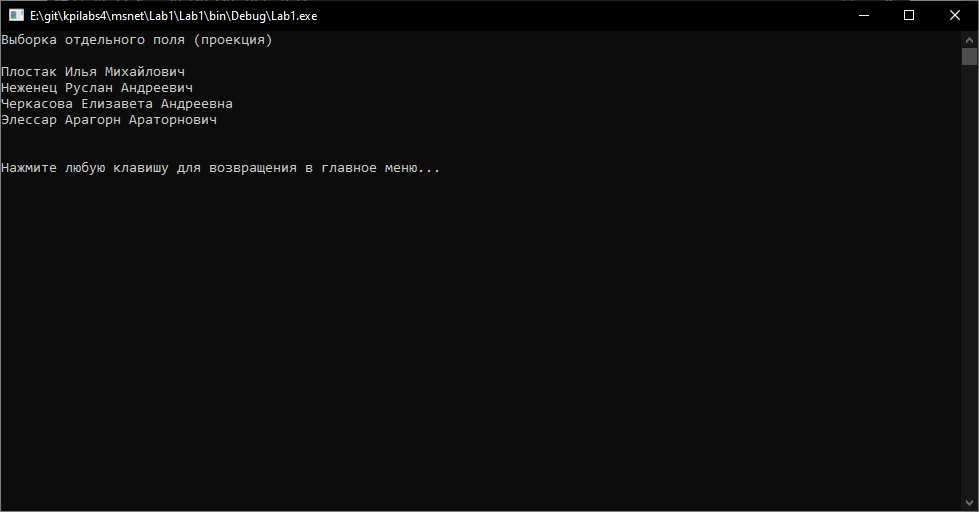 E:\git\kpilabs4\msnet\Lab1\Lab1\bin\Debug\Lab1.exe
Выборка отдельного поля (проекция)
Плостак Илья Михайлович
Неженец Руслан Андреевич
Черкасова Елизавета Андреевна
Элессар Арагорн Араторнович
Нажмите любую клавишу для возвращения в главное меню...